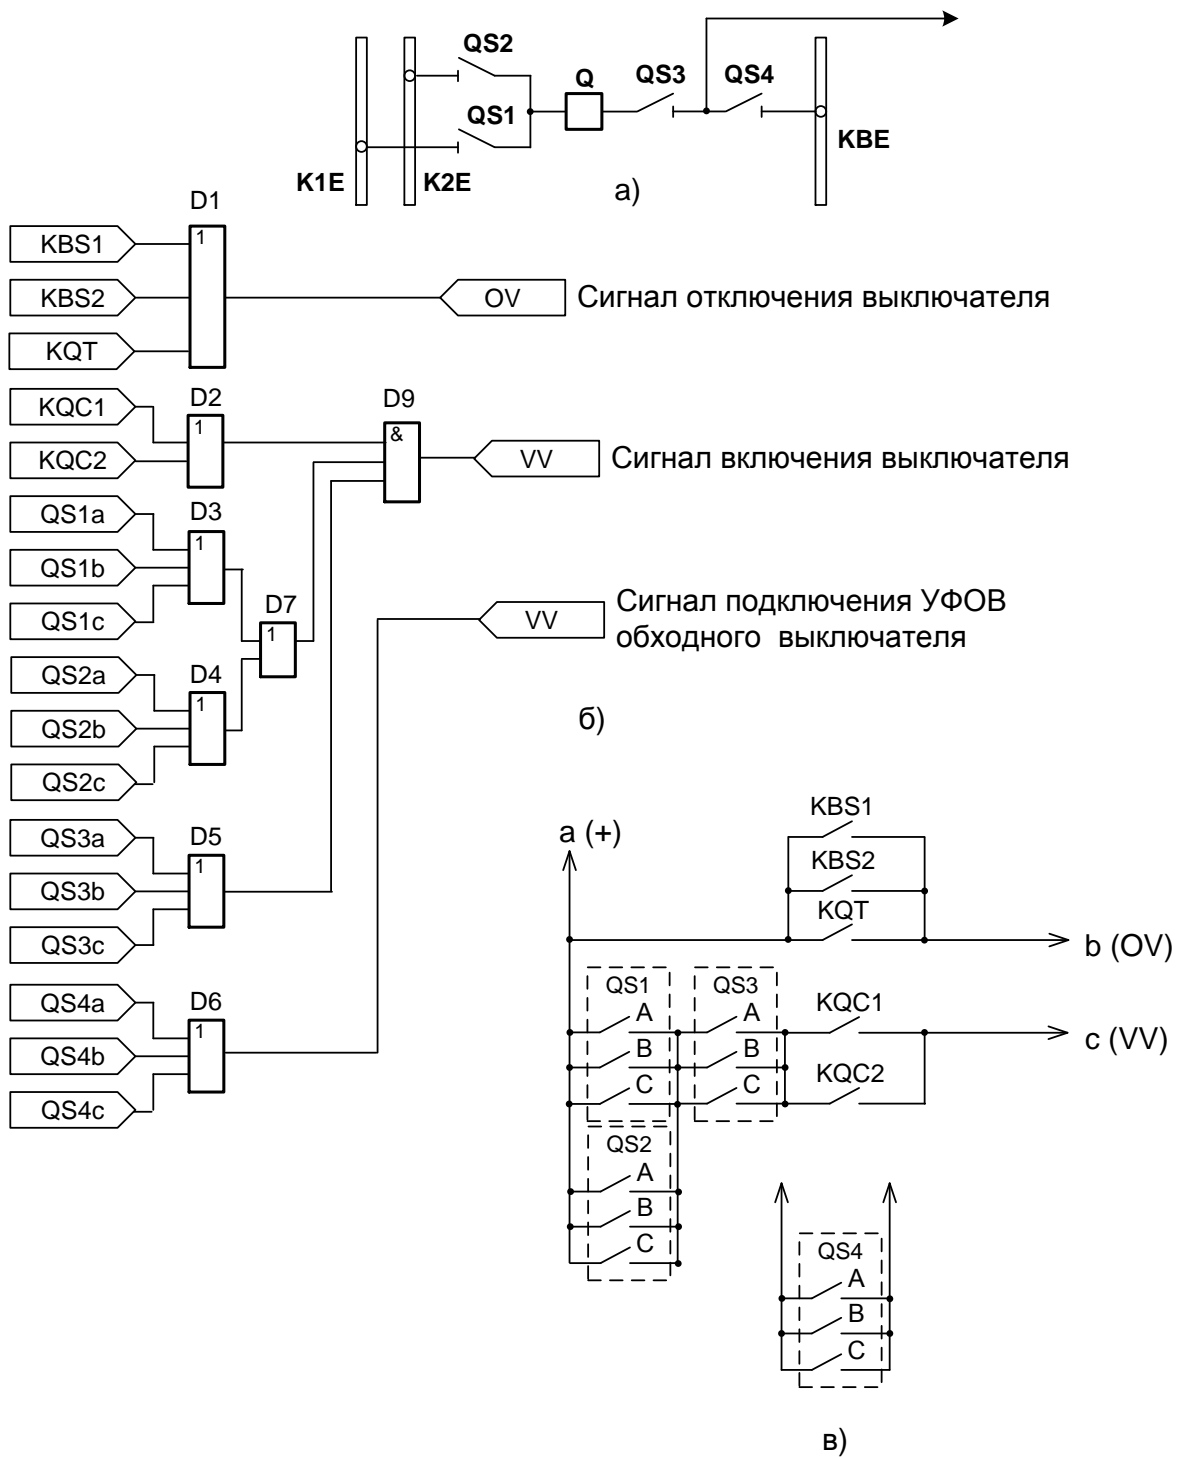 QS2
Q
QS3
QS4
QS1
K1E
K2E
KBE
а)
D1
KBS1
1
KBS2
OV
Сигнал отключения выключателя
KQT
D2
D9
KQC1
1
&
KQC2
VV
Сигнал включения выключателя
QS1a
D3
1
QS1b
QS1c
D7
1
VV
Сигнал подключения УФОВ
обходного выключателя
QS2a
D4
1
QS2b
QS2c
б)
QS3a
D5
1
QS3b
QS3c
QS4a
D6
1
QS4b
QS4c
a (+)
KBS1
KBS2
KQT
b (OV)
QS1
QS3
A
A
KQC1
c (VV)
B
B
C
C
KQC2
QS2
A
B
C
QS4
A
B
C
в)